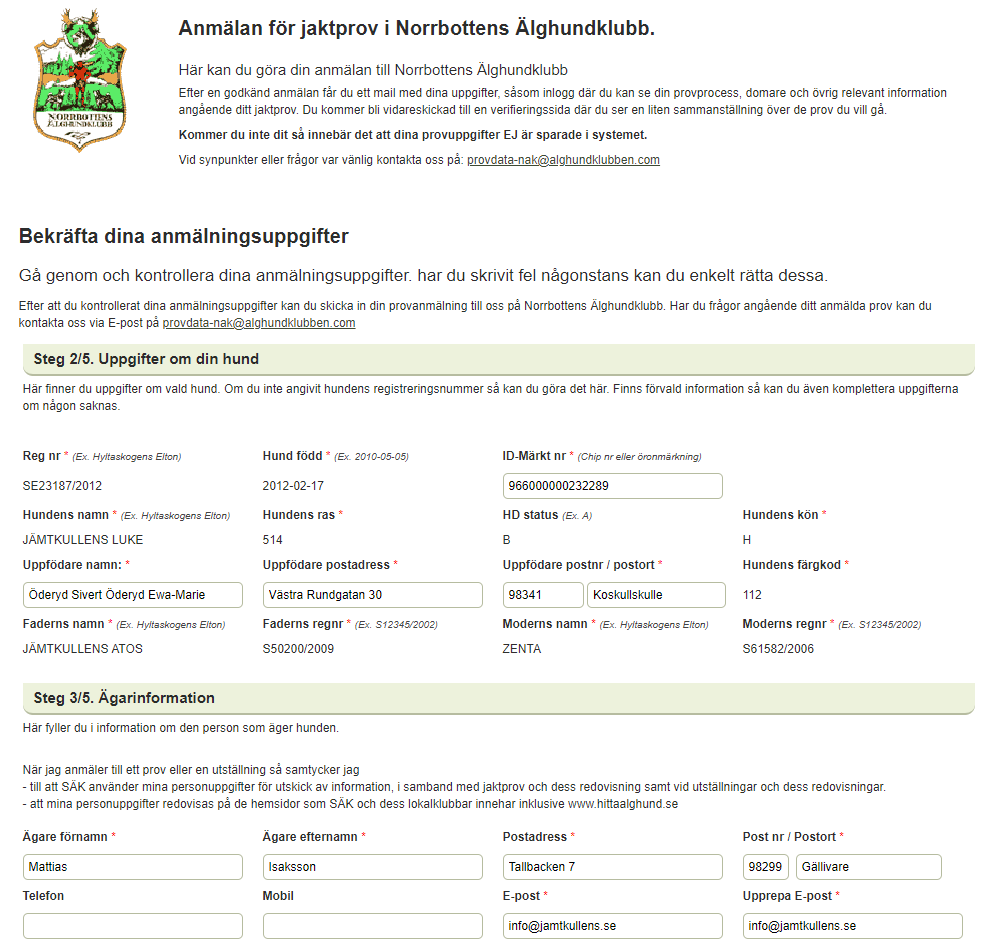 NORRBOTTENS
ÄLGHUNDKLUBB
Anmälan för jaktprov i Norrbottens Älghundklubb.
Här kan du göra din anmälan till Norrbottens Älghundklubb
Efter en godkänd anmälan får du ett mail med dina uppgifter, såsom inlogg där du kan se din provprocess, domare och övrig relevant information
angående ditt jaktprov. Du kommer bli vidareskickad till en verifieringssida där du ser en liten sammanställning över de prov du vill gå.
Kommer du inte dit så innebär det att dina provuppgifter EJ är sparade i systemet.
Vid synpunkter eller frågor var vänlig kontakta oss på: provdata-nak@alghundklubben.com
Bekräfta dina anmälningsuppgifter
Gå genom och kontrollera dina anmälningsuppgifter. har du skrivit fel någonstans kan du enkelt rätta dessa.
Efter att du kontrollerat dina anmälningsuppgifter kan du skicka in din provanmälning till oss på Norrbottens Älghundklubb. Har du frågor angående ditt anmälda prov kan du
kontakta oss via E-post på provdata-nak@alghundklubben.com
Steg 2/5. Uppgifter om din hund
Här finner du uppgifter om vald hund. Om du inte angivit hundens registreringsnummer så kan du göra det här. Finns förvald information så kan du även komplettera uppgifterna
om någon saknas.
Reg nr * (Ex. Hyltaskogens Elton) Hund född * (Ex. 2010-05-05) ID-Märkt nr * (Chip nr eller öronmärkning)
SE23187/2012 2012-02-17 966000000232289
Hundens namn * (Ex. Hyltaskogens Elton) Hundens ras * HD status (Ex. A) Hundens kön *
JÄMTKULLENS LUKE 514 B H
Uppfödare namn: * Uppfödare postadress * Uppfödare postnr / postort * Hundens färgkod *
Öderyd Sivert Öderyd Ewa-Marie Västra Rundgatan 30 98341 Koskullskulle 112
Faderns namn * (Ex. Hyltaskogens Elton) Faderns regnr * (Ex. S12345/2002) Moderns namn * (Ex. Hyltaskogens Elton) Moderns regnr * (Ex. S12345/2002)
JÄMTKULLENS ATOS S50200/2009 ZENTA S61582/2006
Steg 3/5. Ägarinformation
Här fyller du i information om den person som äger hunden.
När jag anmäler till ett prov eller en utställning så samtycker jag
- till att SÄK använder mina personuppgifter för utskick av information, i samband med jaktprov och dess redovisning samt vid utställningar och dess redovisningar.
- att mina personuppgifter redovisas på de hemsidor som SÄK och dess lokalklubbar innehar inklusive www.hittaalghund.se
Ägare förnamn * Ägare efternamn * Postadress * Post nr / Postort *
Mattias Isaksson Tallbacken 7 98299 Gällivare
Telefon Mobil E-post * Upprepa E-post *
info@jamtkullens.se info@jamtkullens.se